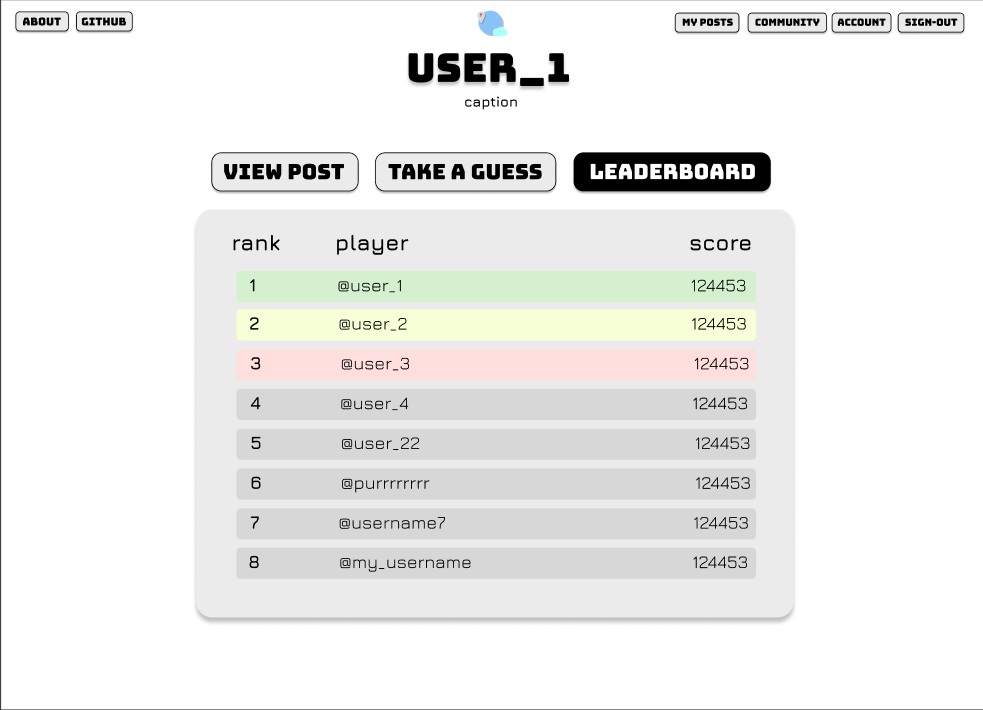 ABOUT GITHUB MY POSTS COMMUNITY ACCOUNT SIGN-OUT
USER_1
caption
VIEW POST TAKE A GUESS LEADERBOARD
rank player score
1 @user_1 124453
2 @user_2 124453
3 @user_3 124453
4 @user_4 124453
5 @user_22 124453
6 @purrrrrrrr 124453
7 @username7 124453
8 @my_username 124453